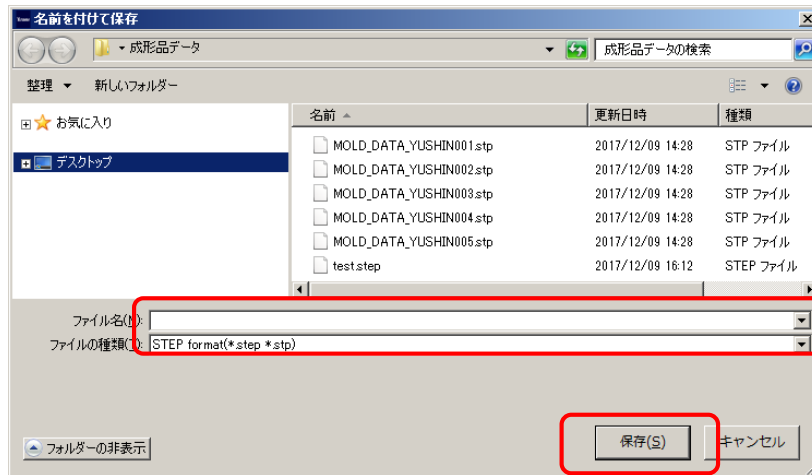 名前を付けて保存
成形品データ
成形品データの検索
整理 新しいフォルダー
お気に入り
デスクトップ
名前 更新日時 種類
MOLD_DATA_YUSHIN001.stp 2017/12/09 14:28 STP ファイル
MOLD_DATA_YUSHIN002.stp 2017/12/09 14:28 STP ファイル
MOLD_DATA_YUSHIN003.stp 2017/12/09 14:28 STP ファイル
MOLD_DATA_YUSHIN004.stp 2017/12/09 14:28 STP ファイル
MOLD_DATA_YUSHIN005.stp 2017/12/09 14:28 STP ファイル
test.step 2017/12/09 16:12 STEP ファイル
ファイル名(N):
ファイルの種類(T): STEP format(*.step *.stp)
フォルダーの非表示
保存(S) キャンセル